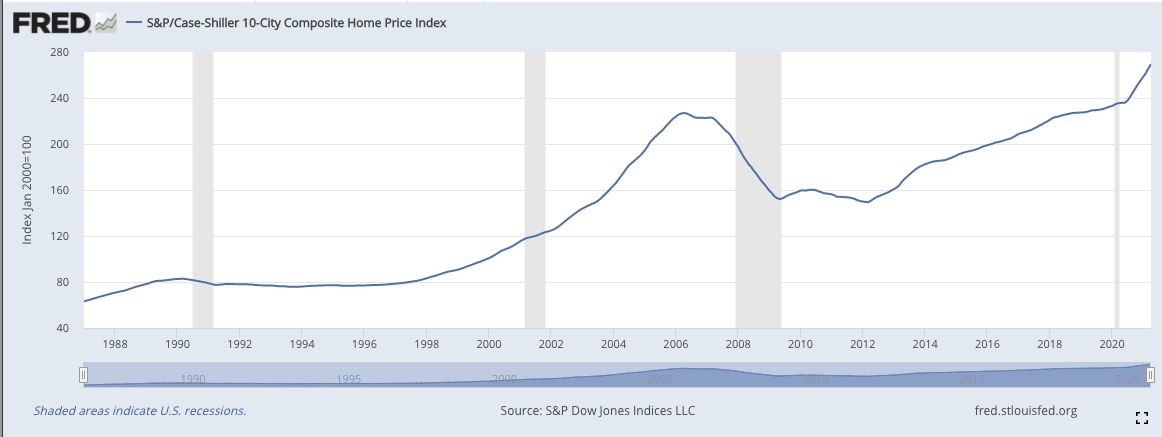 FRED
S&P/Case-Shiller 10-City Composite Home Price Index
280
240
200
160
120
80
40
Index Jan 2000=100
1988 1990 1992 1994 1996 1998 2000 2002 2004 2006 2008 2010 2012 2014 2016 2018 2020
1990 1995 2000 2005 2010 2015 2020
Shaded areas indicate U.S. recessions. Source: S&P Dow Jones Indices LLC fred.stlouisfed.org